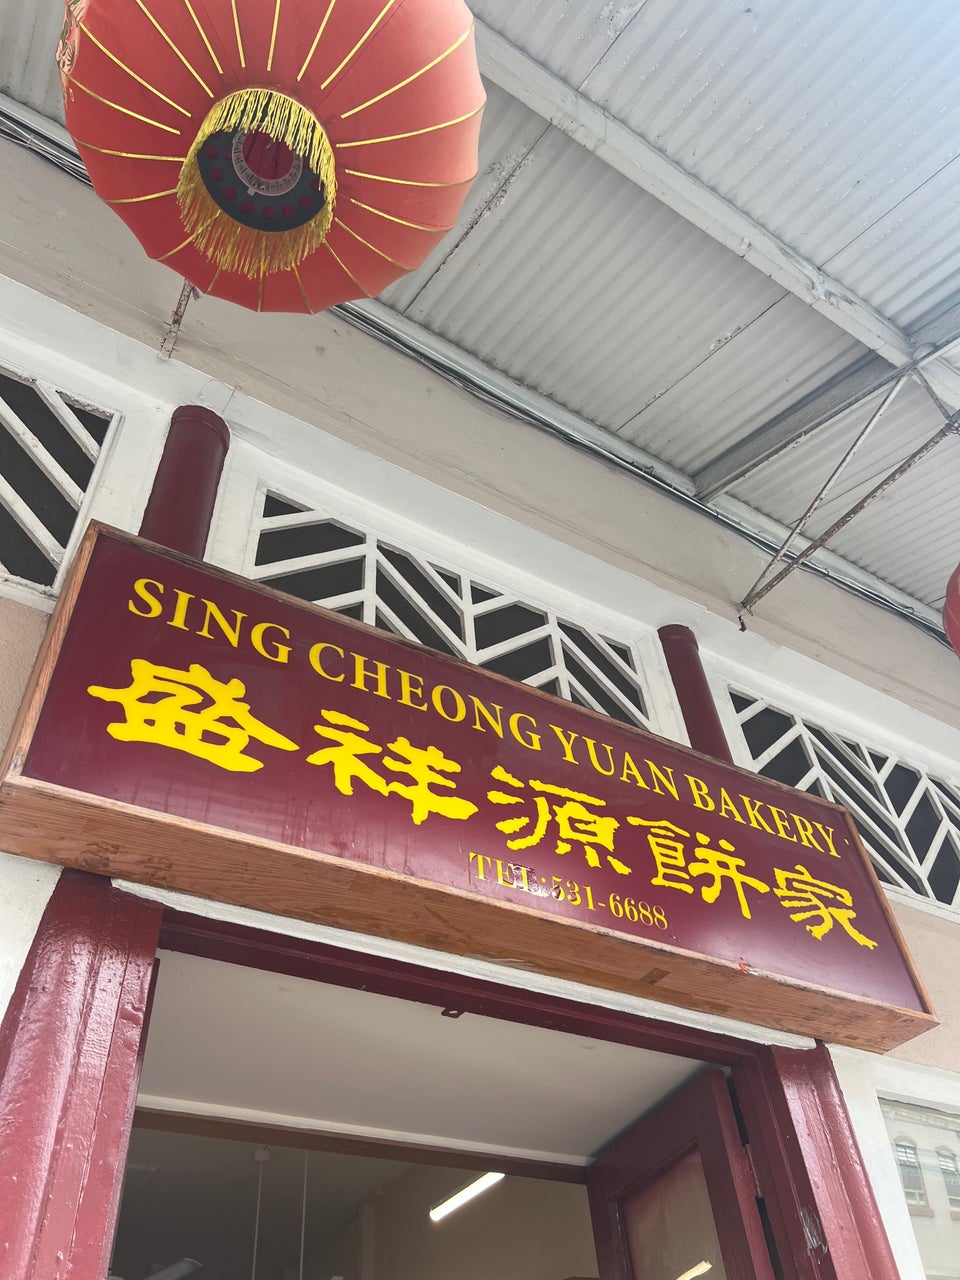 SING CHEONG YUAN BAKERY
盛祥源餅家
TEL:531-6688